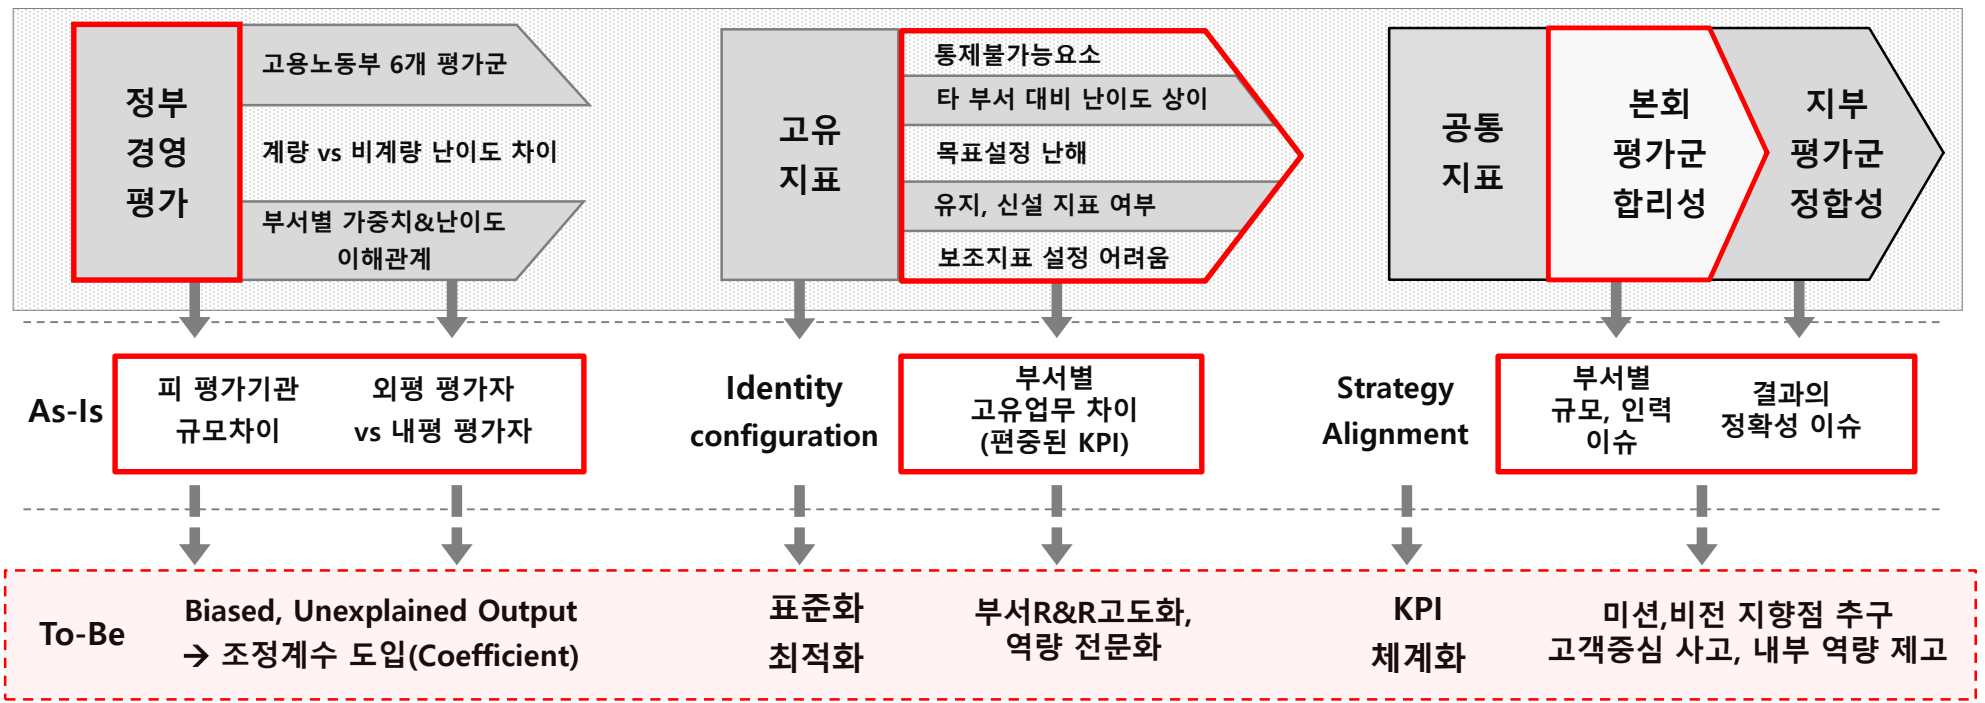 정부
경영
평가
고용노동부 6개 평가군
계량 vs 비계량 난이도 차이
부서별 가중치&난이도
이해관계
고유
지표
통제불가능요소
타 부서 대비 난이도 상이
목표설정 난해
유지, 신설 지표 여부
보조지표 설정 어려움
공통
지표
본회
평가군
합리성
지부
평가군
정합성
As-Is
피 평가기관
규모차이
외평 평가자
vs 내평 평가자
Identity
configuration
부서별
고유업무 차이
(편중된 KPI)
Strategy
Alignment
부서별
규모, 인력
이슈
결과의
정확성 이슈
To-Be
Biased, Unexplained Output
→ 조정계수 도입(Coefficient)
표준화
최적화
부서R&R고도화,
역량 전문화
KPI
체계화
미션,비전 지향점 추구
고객중심 사고, 내부 역량 제고